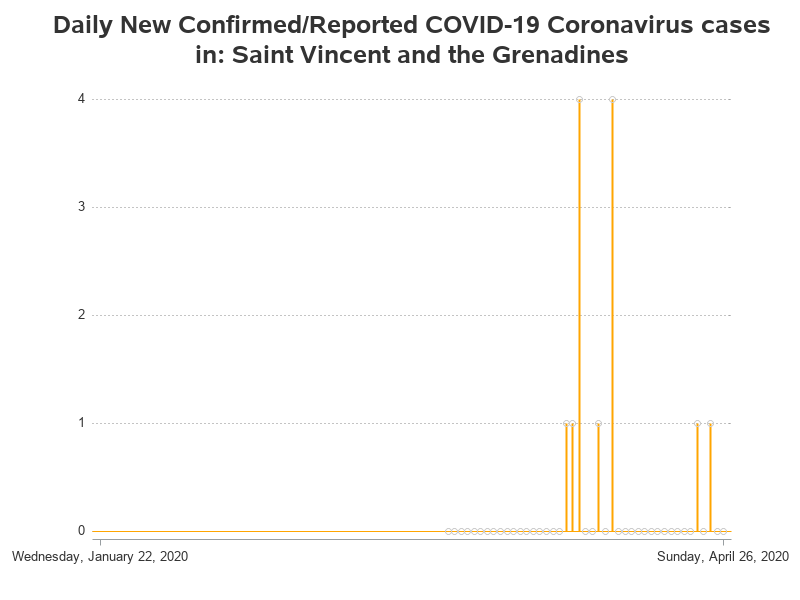 Daily New Confirmed/Reported COVID-19 Coronavirus cases
in: Saint Vincent and the Grenadines
4
3
2
1
0
Wednesday, January 22, 2020
Sunday, April 26, 2020